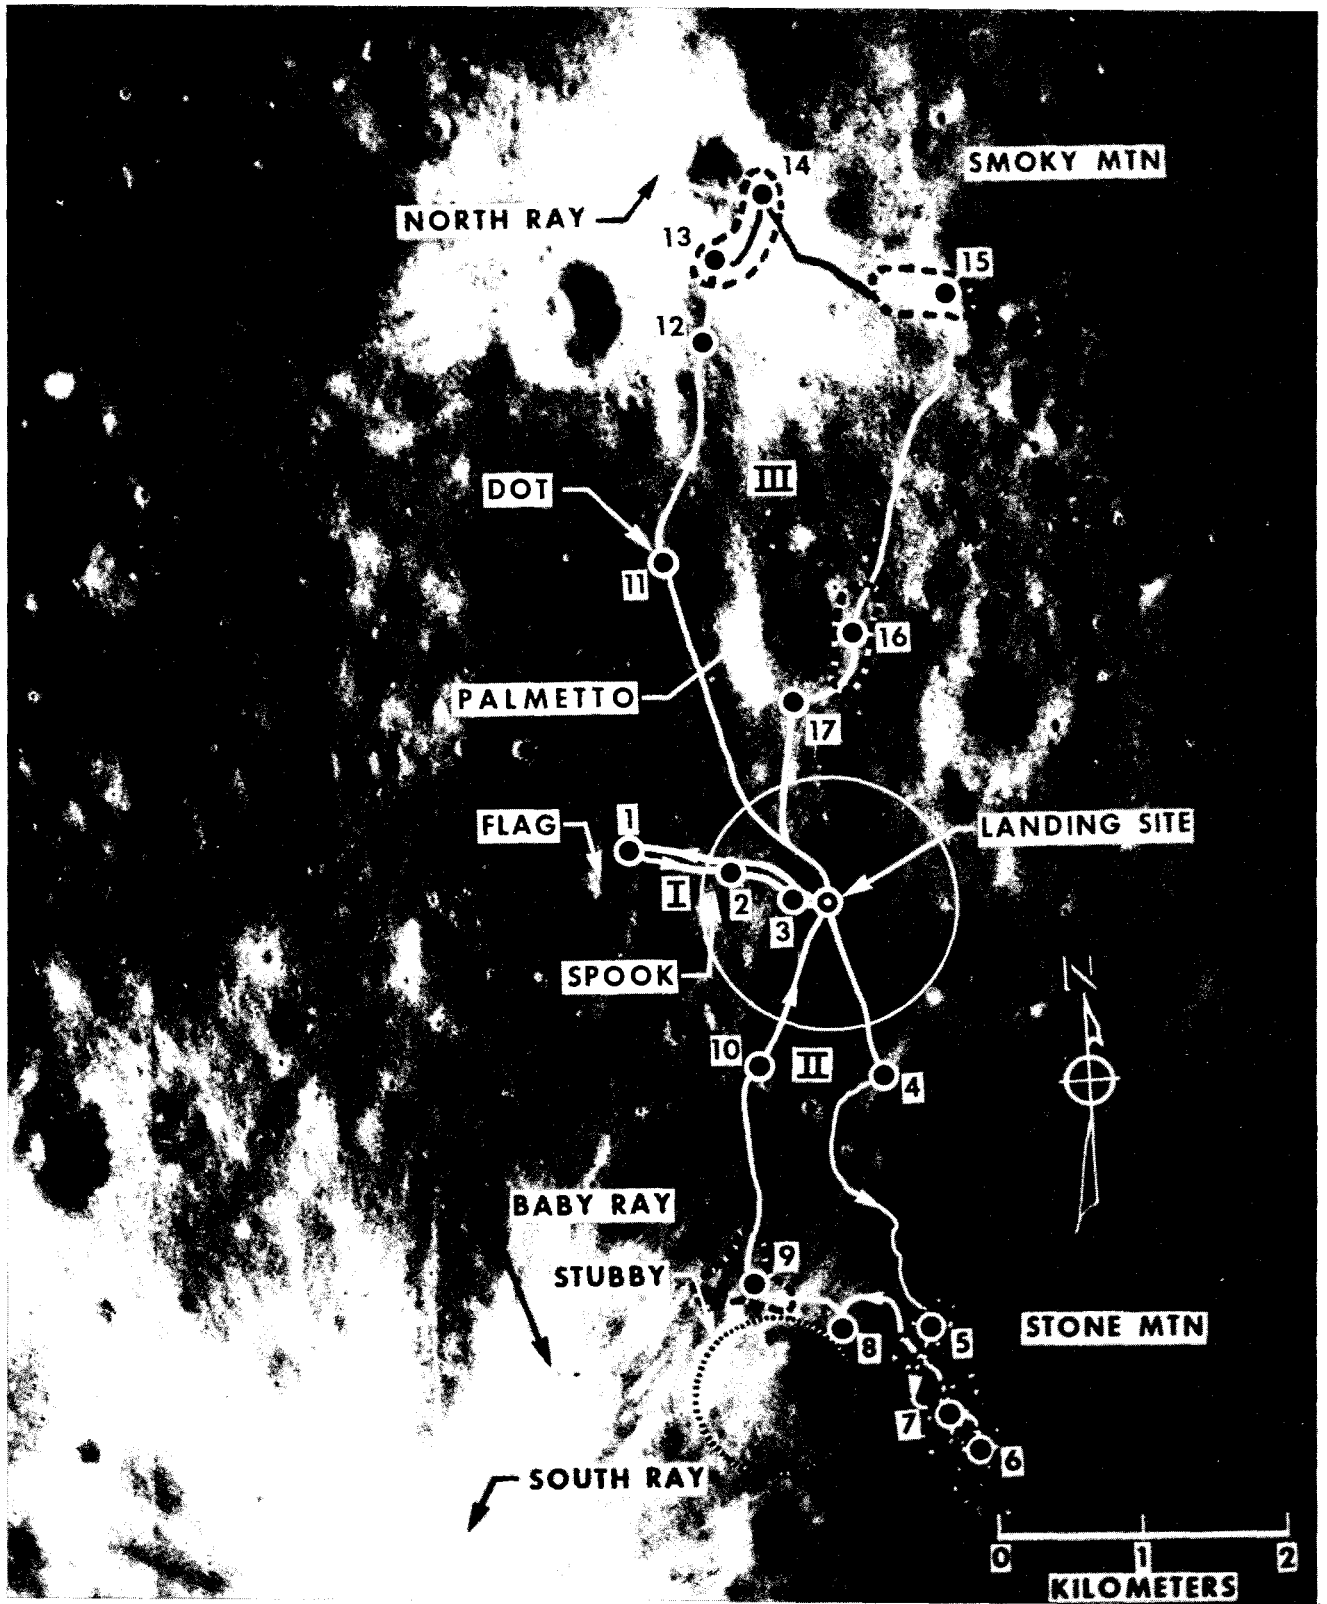 14
SMOKY MTN
NORTH RAY
13
15
12
III
DOT
11
16
PALMETTO
17
FLAG
1
LANDING SITE
I
2
3
SPOOK
N
10
II
4
BABY RAY
9
STUBBY
STONE MTN
8
5
7
6
SOUTH RAY
0 1 2
KILOMETERS